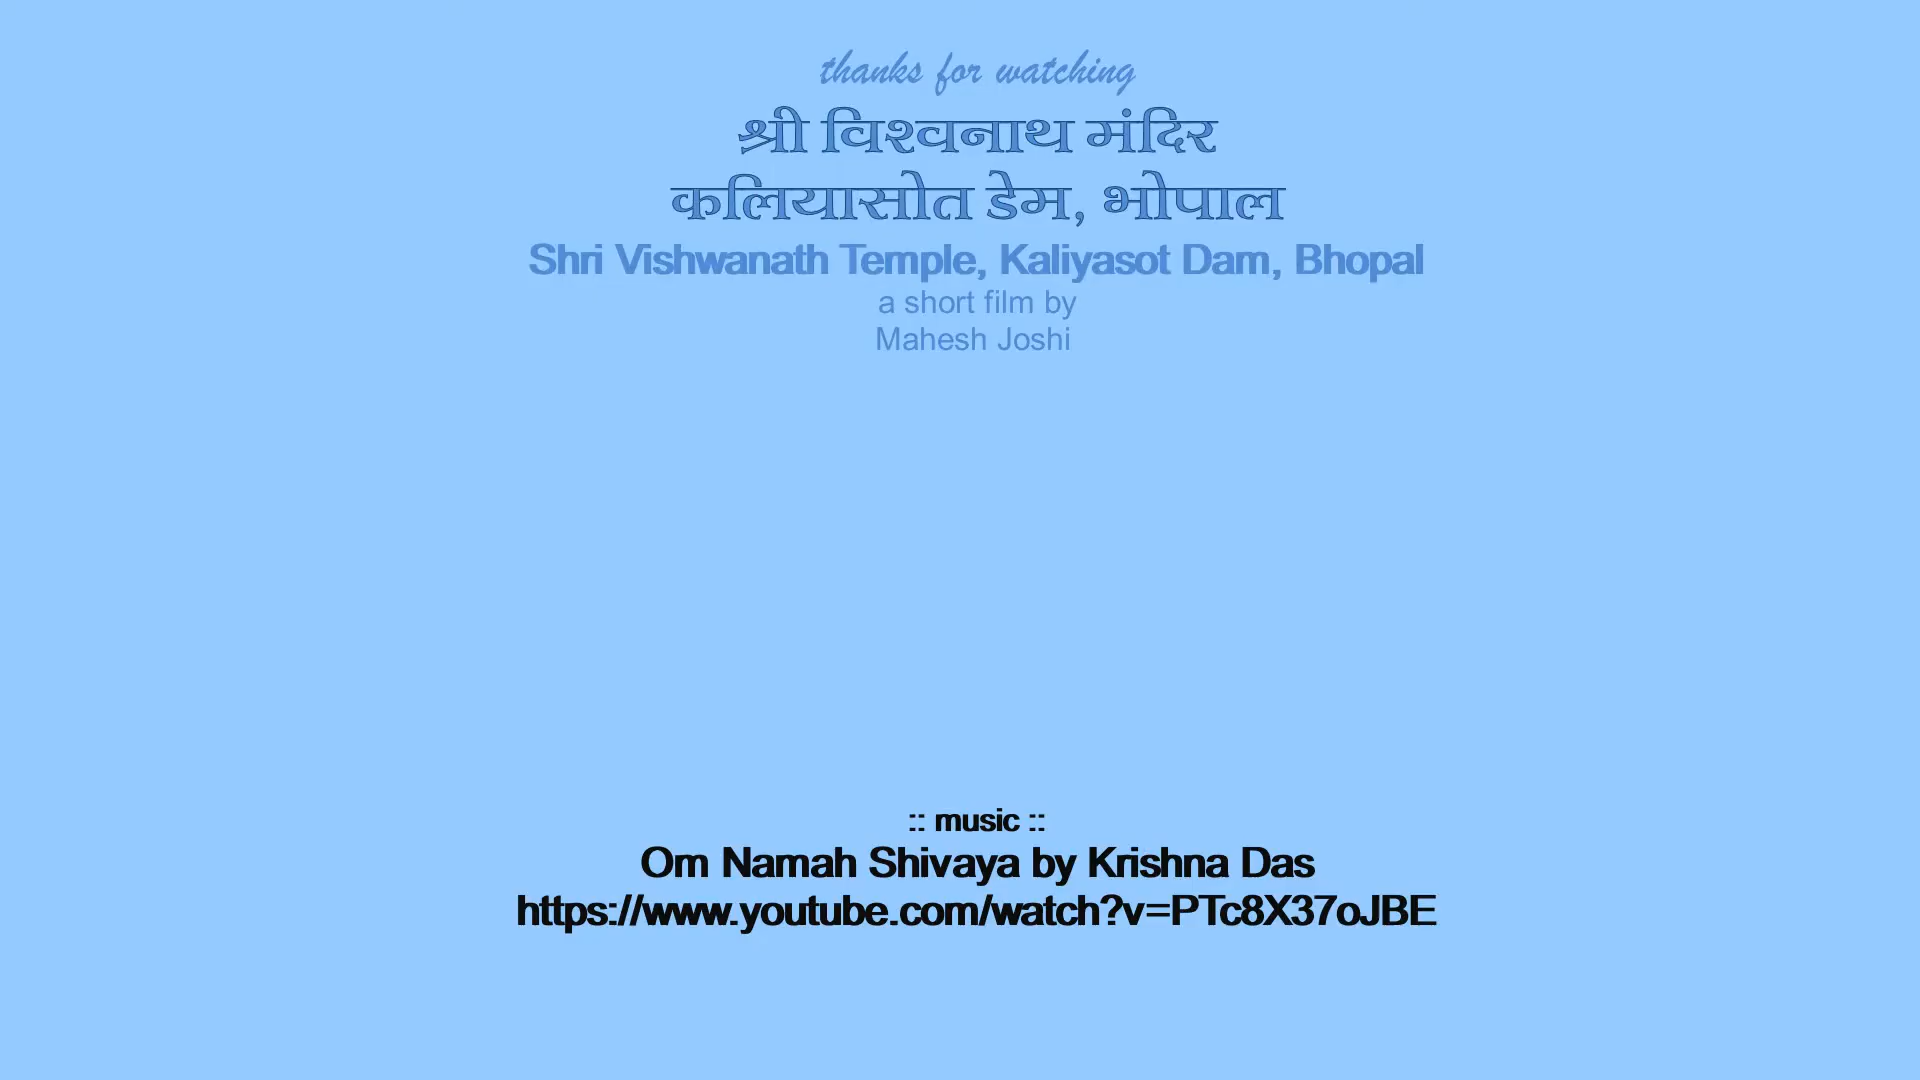 thanks for watching
श्री विश्वनाथ मंदिर
कलियासोत डेम, भोपाल
Shri Vishwanath Temple, Kaliyasot Dam, Bhopal
a short film by
Mahesh Joshi
:: music ::
Om Namah Shivaya by Krishna Das
https://www.youtube.com/watch?v=PTc8X37oJBE